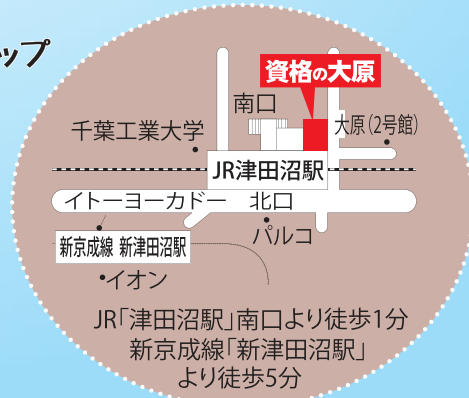 ップ
資格の大原
南口
大原(2号館)
千葉工業大学
JR津田沼駅
イトーヨーカドー
北口
パルコ
新京成線 新津田沼駅
イオン
JR「津田沼駅」南口より徒歩1分
新京成線「新津田沼駅」
より徒歩5分